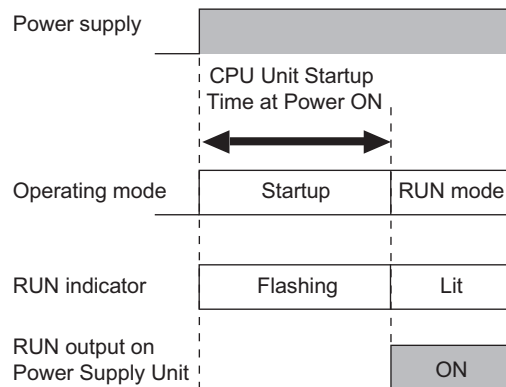 Power supply
CPU Unit Startup
Time at Power ON
Operating mode
Startup
RUN mode
RUN indicator
Flashing
Lit
RUN output on
Power Supply Unit
ON